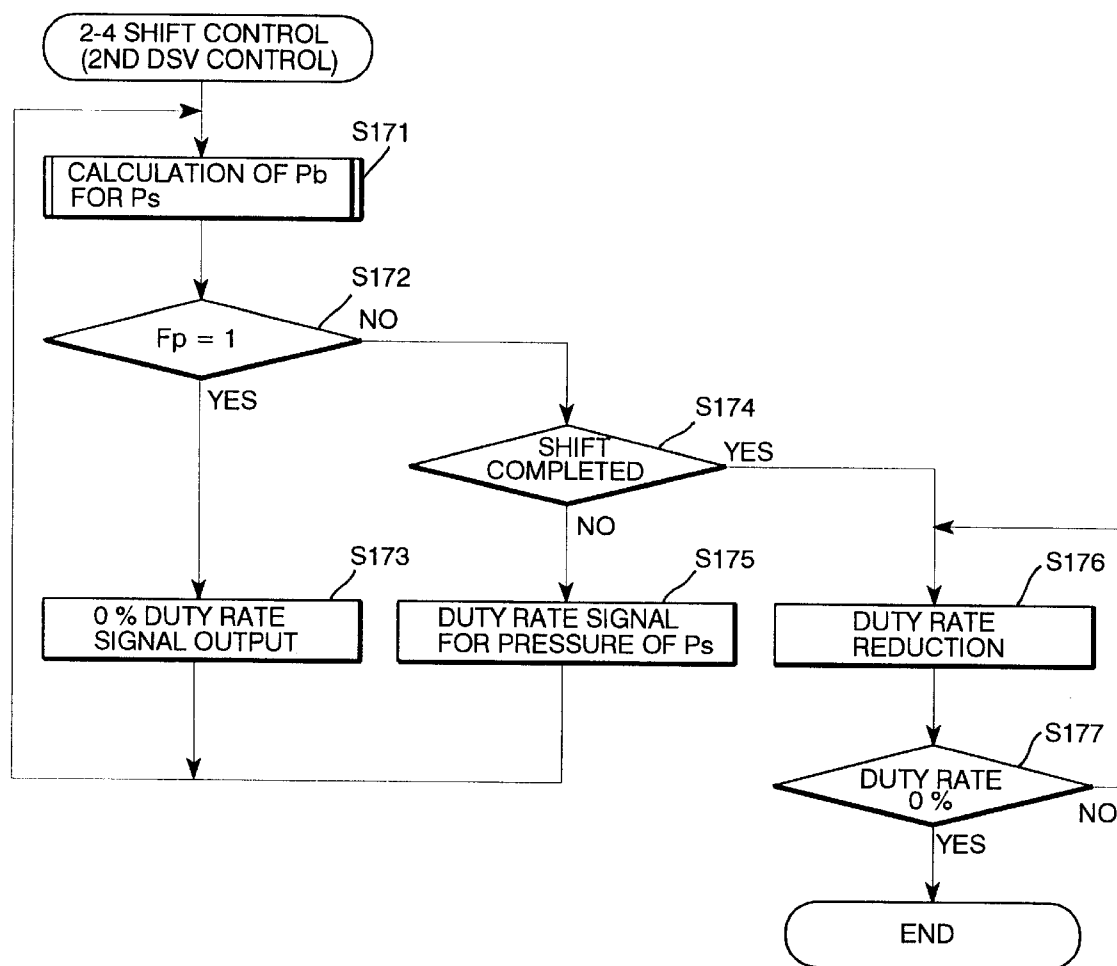 2-4 SHIFT CONTROL
(2ND DSV CONTROL)
S171
CALCULATION OF Pb
FOR Ps
S172
Fp = 1
NO
YES
S174
SHIFT
COMPLETED
YES
NO
S173
0 % DUTY RATE
SIGNAL OUTPUT
S175
DUTY RATE SIGNAL
FOR PRESSURE OF Ps
S176
DUTY RATE
REDUCTION
S177
DUTY RATE
0 %
NO
YES
END